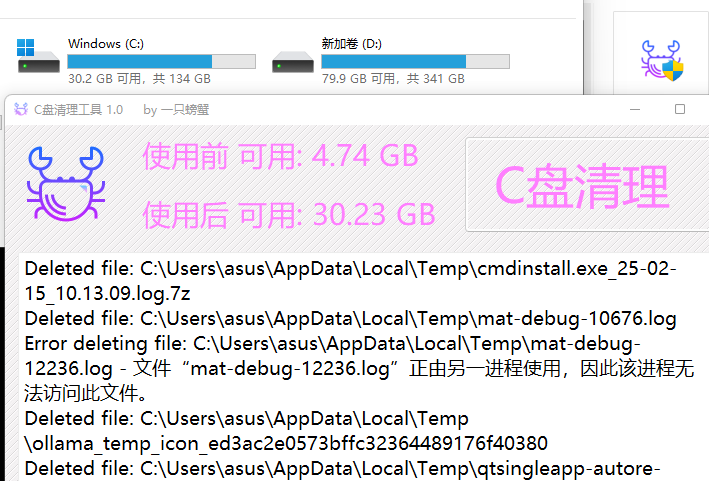 Windows (C:)
30.2 GB 可用，共 134 GB
新加卷 (D:)
79.9 GB 可用，共 341 GB
C盘清理工具 1.0 by 一只螃蟹
使用前 可用: 4.74 GB
使用后 可用: 30.23 GB
C盘清理
Deleted file: C:\Users\asus\AppData\Local\Temp\cmdinstall.exe_25-02-
15_10.13.09.log.7z
Deleted file: C:\Users\asus\AppData\Local\Temp\mat-debug-10676.log
Error deleting file: C:\Users\asus\AppData\Local\Temp\mat-debug-
12236.log - 文件“mat-debug-12236.log”正由另一进程使用，因此该进程无
法访问此文件。
Deleted file: C:\Users\asus\AppData\Local\Temp
\ollama_temp_icon_ed3ac2e0573bffc32364489176f40380
Deleted file: C:\Users\asus\AppData\Local\Temp\qtsingleapp-autore-